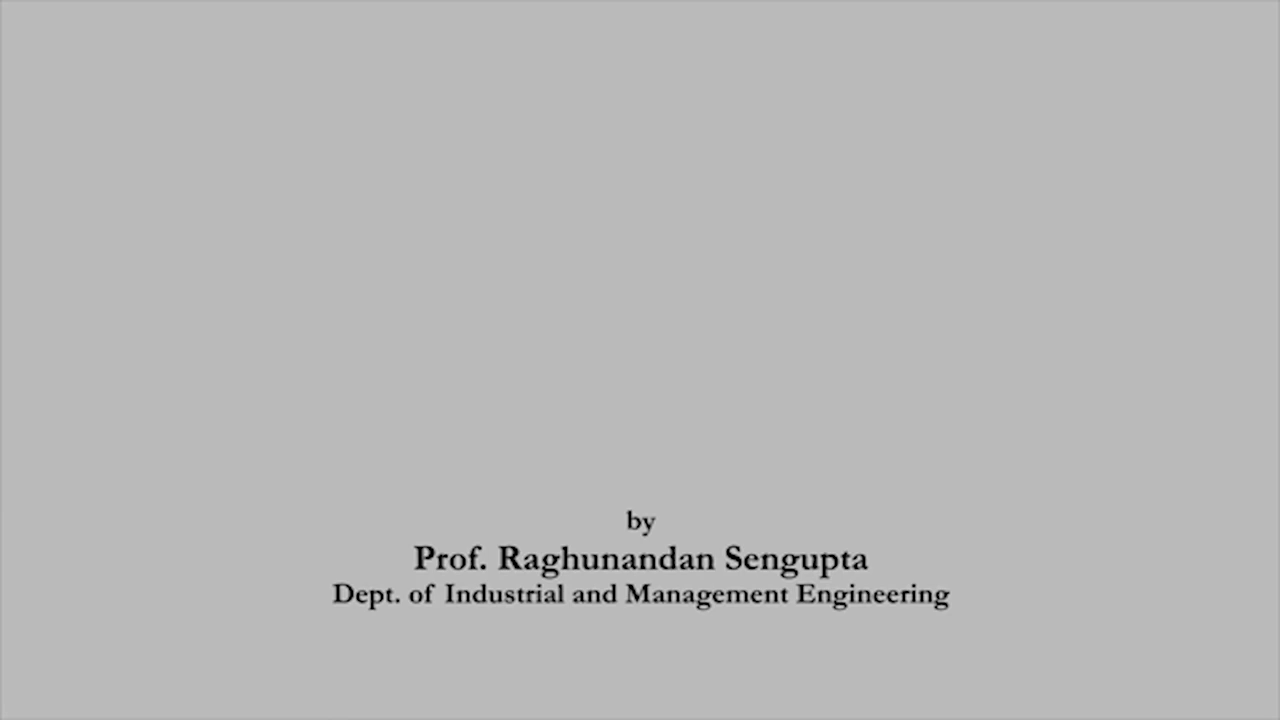 by
Prof. Raghunandan Sengupta
Dept. of Industrial and Management Engineering